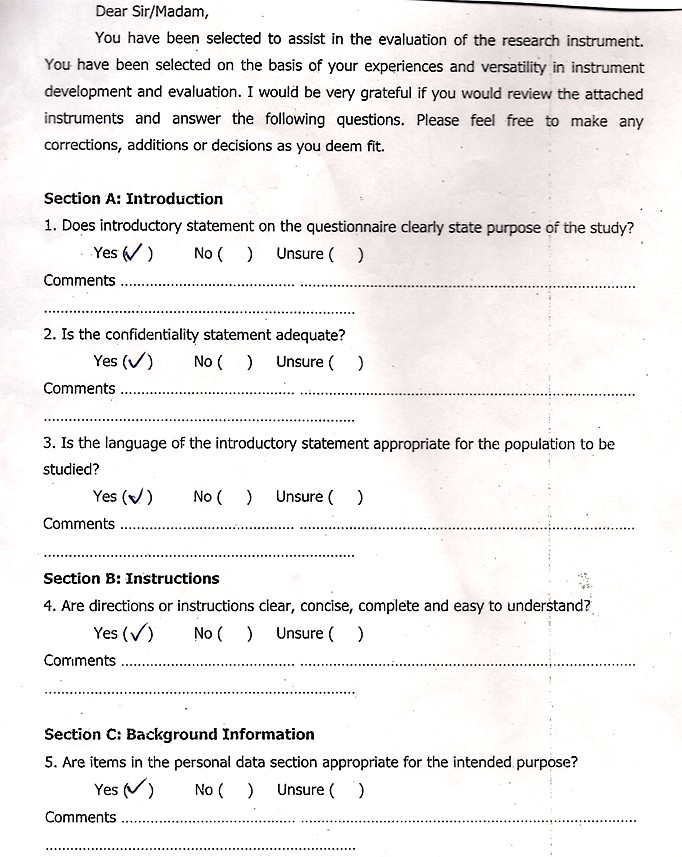 Dear Sir/Madam,
You have been selected to assist in the evaluation of the research instrument.
You have been selected on the basis of your experiences and versatility in instrument
development and evaluation. I would be very grateful if you would review the attached
instruments and answer the following questions. Please feel free to make any
corrections, additions or decisions as you deem fit.
Section A: Introduction
1. Does introductory statement on the questionnaire clearly state purpose of the study?
Yes (✓) No ( ) Unsure ( )
Comments ........................................................................
........................................................................
2. Is the confidentiality statement adequate?
Yes (✓) No ( ) Unsure ( )
Comments ........................................................................
........................................................................
3. Is the language of the introductory statement appropriate for the population to be
studied?
Yes (✓) No ( ) Unsure ( )
Comments ........................................................................
........................................................................
Section B: Instructions
4. Are directions or instructions clear, concise, complete and easy to understand?
Yes (✓) No ( ) Unsure ( )
Comments ........................................................................
........................................................................
Section C: Background Information
5. Are items in the personal data section appropriate for the intended purpose?
Yes (✓) No ( ) Unsure ( )
Comments ........................................................................
........................................................................